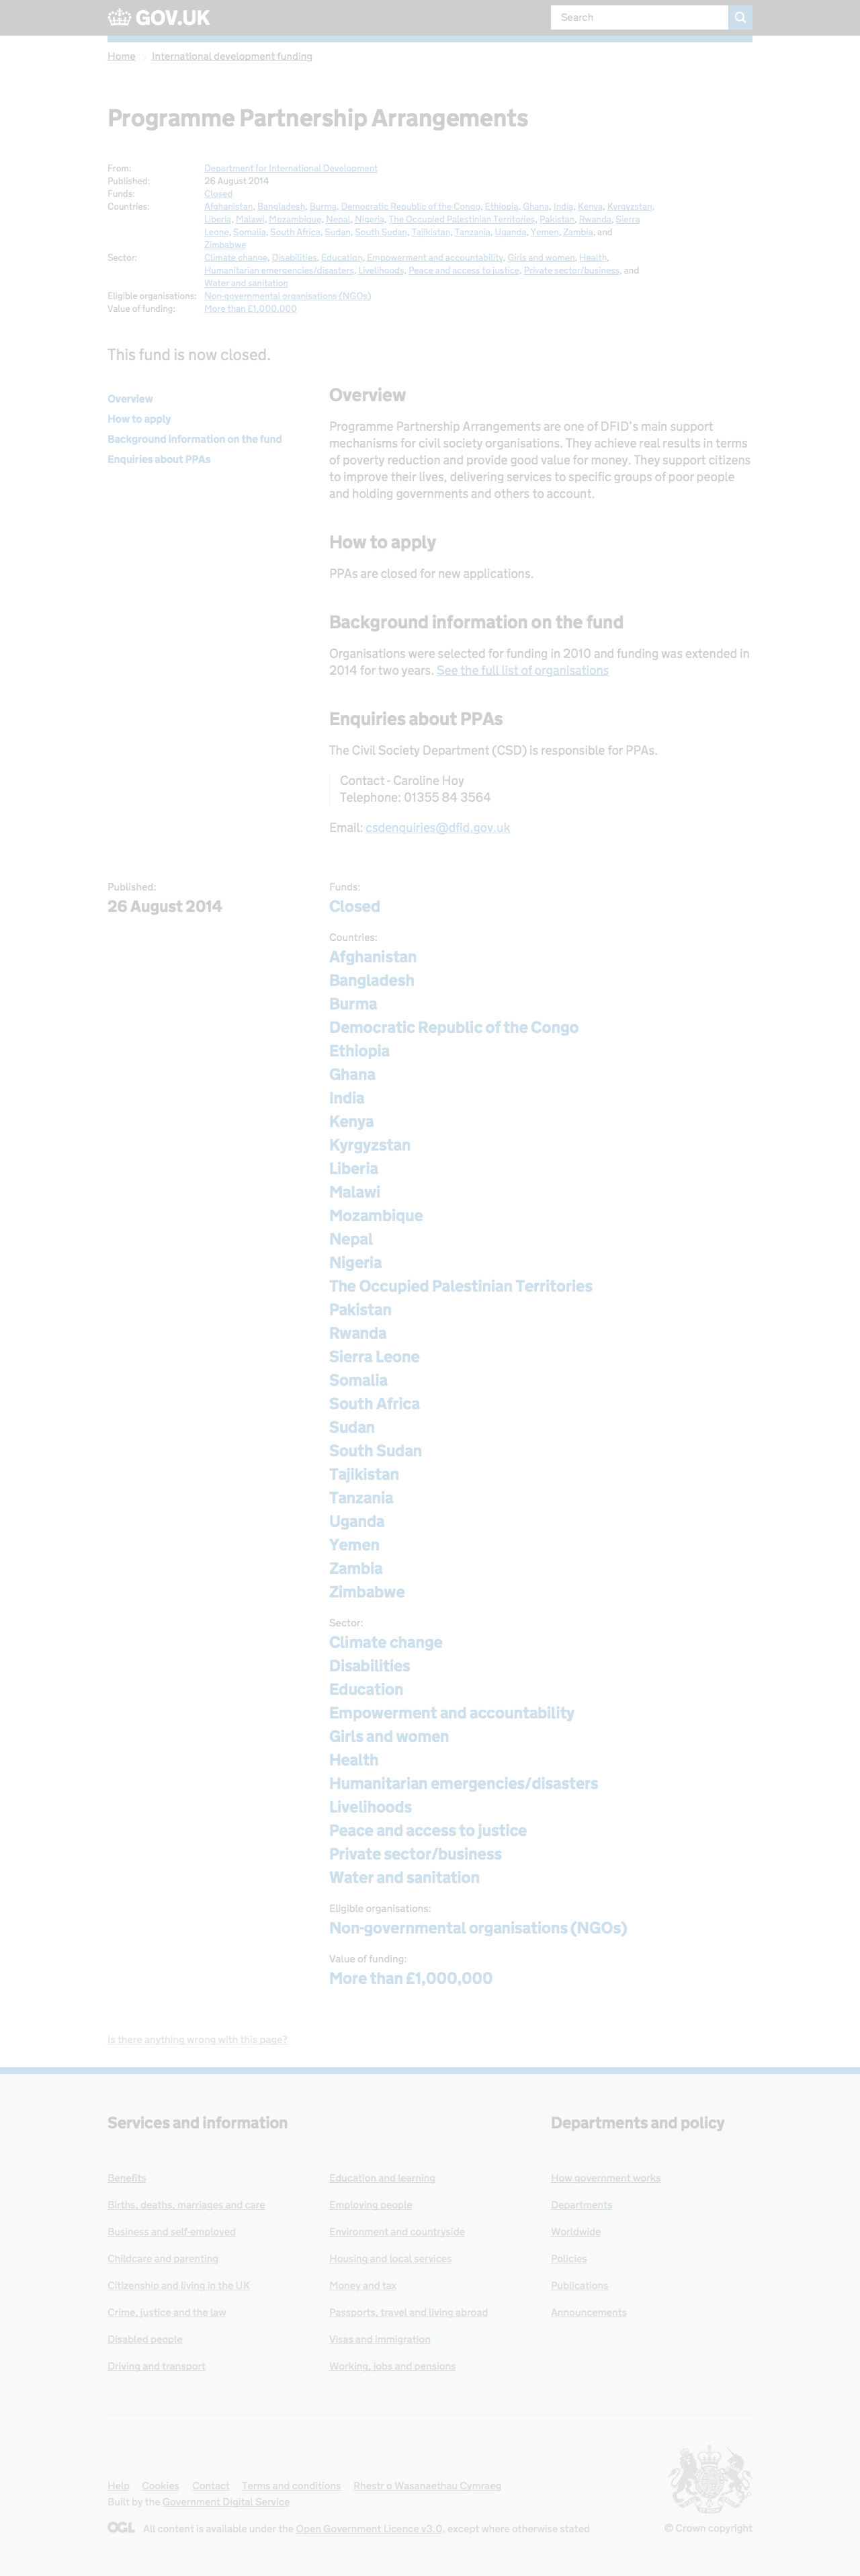 GOV.UK
Search
Home International development funding
Programme Partnership Arrangements
From: Department for International Development
Published: 26 August 2014
Funds: Closed
Countries: Afghanistan, Bangladesh, Burma, Democratic Republic of the Congo, Ethiopia, Ghana, India, Kenya, Kyrgyzstan,
Liberia, Malawi, Mozambique, Nepal, Nigeria, The Occupied Palestinian Territories, Pakistan, Rwanda, Sierra
Leone, Somalia, South Africa, Sudan, South Sudan, Tajikistan, Tanzania, Uganda, Yemen, Zambia, and
Zimbabwe
Sector: Climate change, Disabilities, Education, Empowerment and accountability, Girls and women, Health,
Humanitarian emergencies/disasters, Livelihoods, Peace and access to justice, Private sector/business, and
Water and sanitation
Eligible organisations: Non-governmental organisations (NGOs)
Value of funding: More than £1,000,000
This fund is now closed.
Overview
How to apply
Background information on the fund
Enquiries about PPAs
Overview
Programme Partnership Arrangements are one of DFID's main support
mechanisms for civil society organisations. They achieve real results in terms
of poverty reduction and provide good value for money. They support citizens
to improve their lives, delivering services to specific groups of poor people
and holding governments and others to account.
How to apply
PPAs are closed for new applications.
Background information on the fund
Organisations were selected for funding in 2010 and funding was extended in
2014 for two years. See the full list of organisations
Enquiries about PPAs
The Civil Society Department (CSD) is responsible for PPAs.
Contact - Caroline Hoy
Telephone: 01355 84 3564
Email: csdenquiries@dfid.gov.uk
Published:
26 August 2014
Funds:
Closed
Countries:
Afghanistan
Bangladesh
Burma
Democratic Republic of the Congo
Ethiopia
Ghana
India
Kenya
Kyrgyzstan
Liberia
Malawi
Mozambique
Nepal
Nigeria
The Occupied Palestinian Territories
Pakistan
Rwanda
Sierra Leone
Somalia
South Africa
Sudan
South Sudan
Tajikistan
Tanzania
Uganda
Yemen
Zambia
Zimbabwe
Sector:
Climate change
Disabilities
Education
Empowerment and accountability
Girls and women
Health
Humanitarian emergencies/disasters
Livelihoods
Peace and access to justice
Private sector/business
Water and sanitation
Eligible organisations:
Non-governmental organisations (NGOs)
Value of funding:
More than £1,000,000
Is there anything wrong with this page?
Services and information
Benefits
Births, deaths, marriages and care
Business and self-employed
Childcare and parenting
Citizenship and living in the UK
Crime, justice and the law
Disabled people
Driving and transport
Education and learning
Employing people
Environment and countryside
Housing and local services
Money and tax
Passports, travel and living abroad
Visas and immigration
Working, jobs and pensions
Departments and policy
How government works
Departments
Worldwide
Policies
Publications
Announcements
Help Cookies Contact Terms and conditions Rhestr o Wasanaethau Cymraeg
Built by the Government Digital Service
OGL All content is available under the Open Government Licence v3.0, except where otherwise stated
© Crown copyright